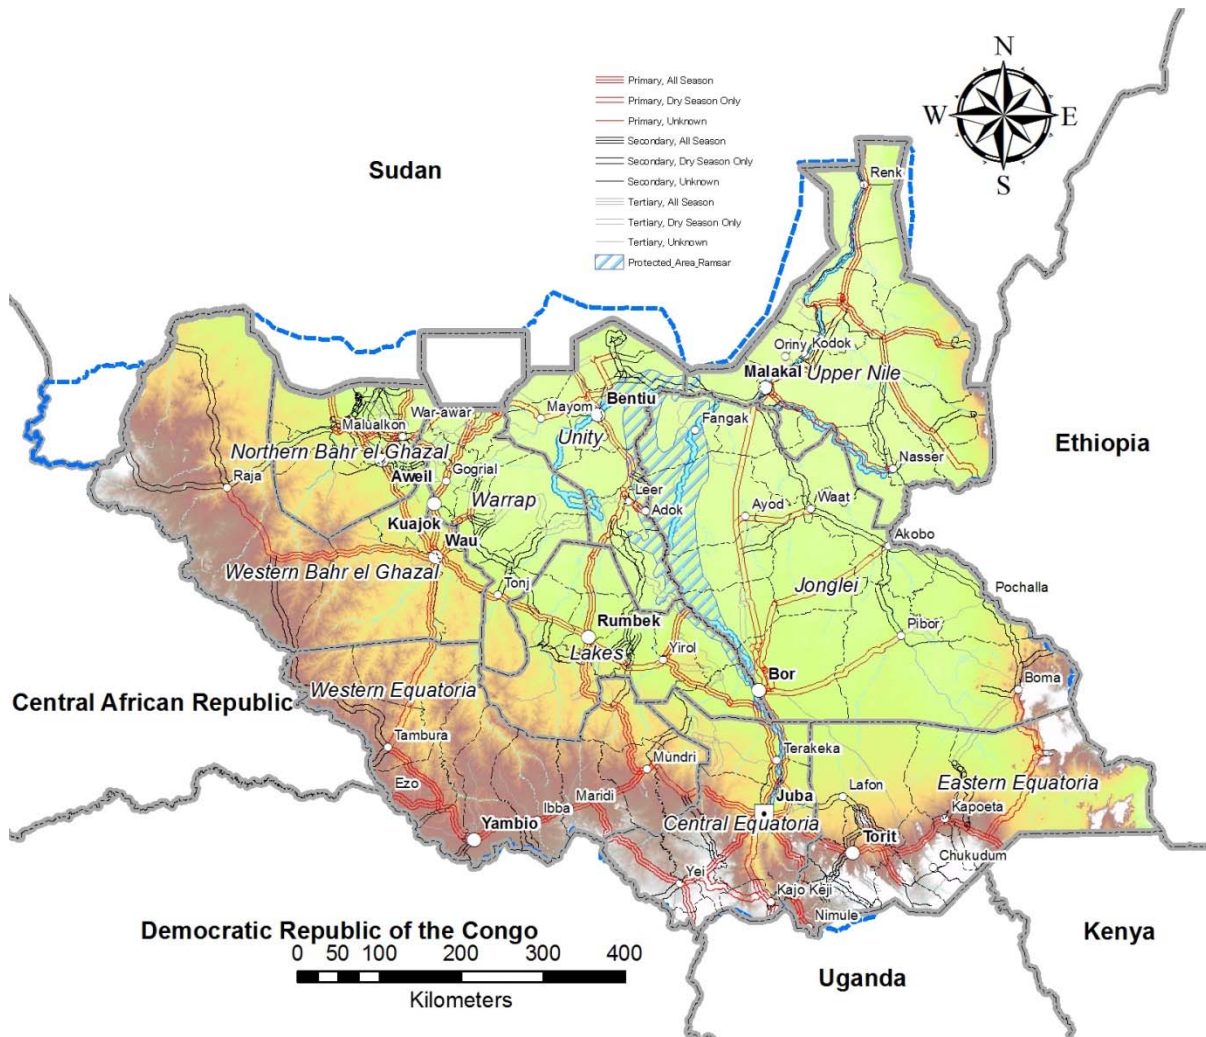 N
W E
S
Primary, All Season
Primary, Dry Season Only
Primary, Unknown
Secondary, All Season
Secondary, Dry Season Only
Secondary, Unknown
Tertiary, All Season
Tertiary, Dry Season Only
Tertiary, Unknown
Protected_Area_Ramsar
Sudan
Renk
Oriny
Kodok
Malakal
Upper Nile
Bentiu
Mayom
Unity
Fangak
War-awar
Malualkon
Northern Bahr el Ghazal
Ethiopia
Nasser
Raja
Aweil
Gogrial
Warrap
Leer
Adok
Ayod
Waat
Kuajok
Wau
Akobo
Western Bahr el Ghazal
Tonj
Jonglei
Pochalla
Rumbek
Pibor
Lakes
Yirol
Bor
Boma
Western Equatoria
Central African Republic
Tambura
Mundri
Terakeka
Ezo
Ibba
Maridi
Juba
Lafon
Eastern Equatoria
Kapoeta
Yambio
Central Equatoria
Torit
Chukudum
Yei
Kajo Keji
Nimule
Democratic Republic of the Congo
0 50 100 200 300 400
Kilometers
Uganda
Kenya